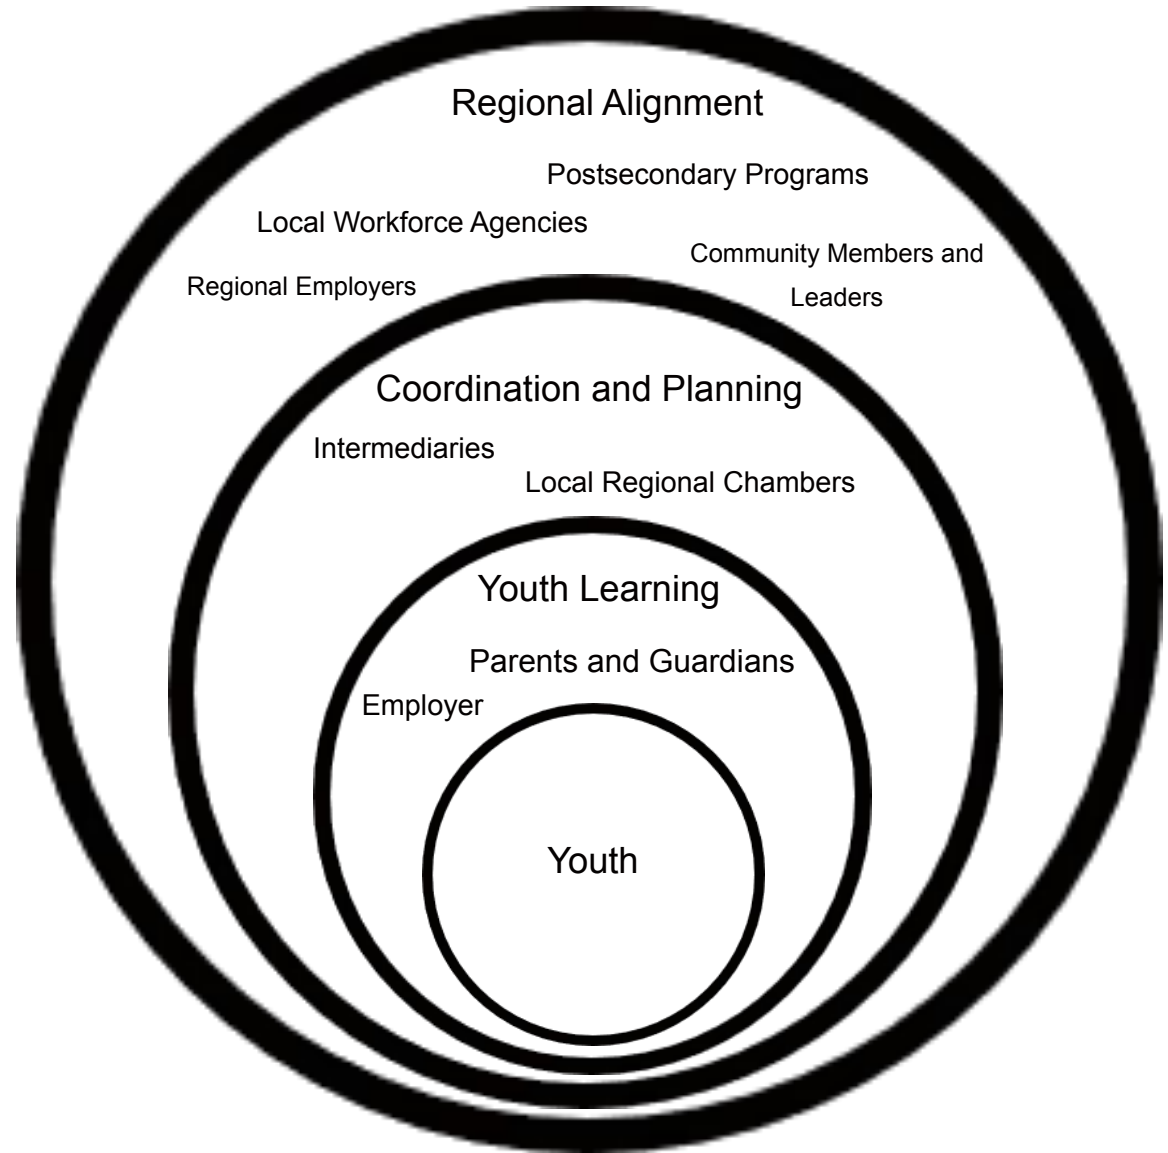 Regional Alignment
Postsecondary Programs
Local Workforce Agencies
Community Members and
Leaders
Regional Employers
Coordination and Planning
Intermediaries
Local Regional Chambers
Youth Learning
Parents and Guardians
Employer
Youth